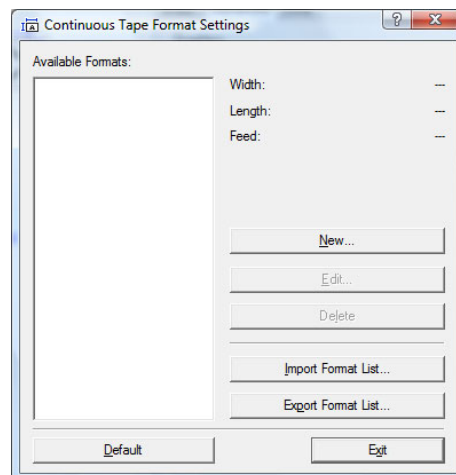 Continuous Tape Format Settings
Available Formats:
Width: ---
Length: ---
Feed: ---
New...
Edit...
Delete
Import Format List...
Export Format List...
Default
Exit